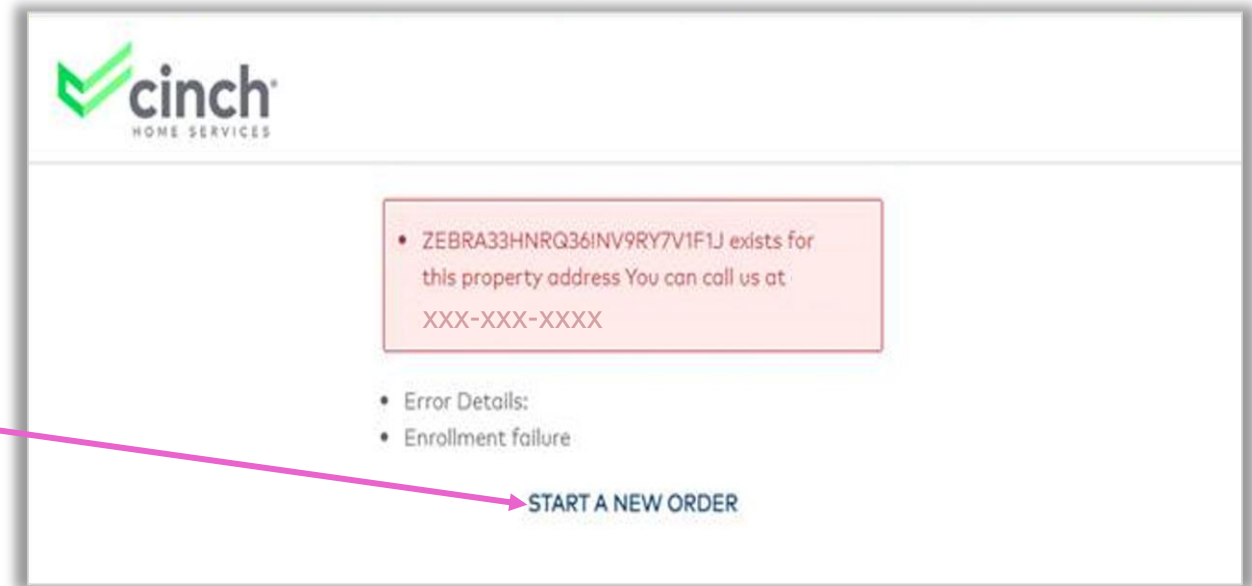 cinch
HOME SERVICES
• ZEBRA33HNRQ36INV9RY7V1F1J exists for
this property address You can call us at
XXX-XXX-XXXX
• Error Details:
• Enrollment failure
START A NEW ORDER